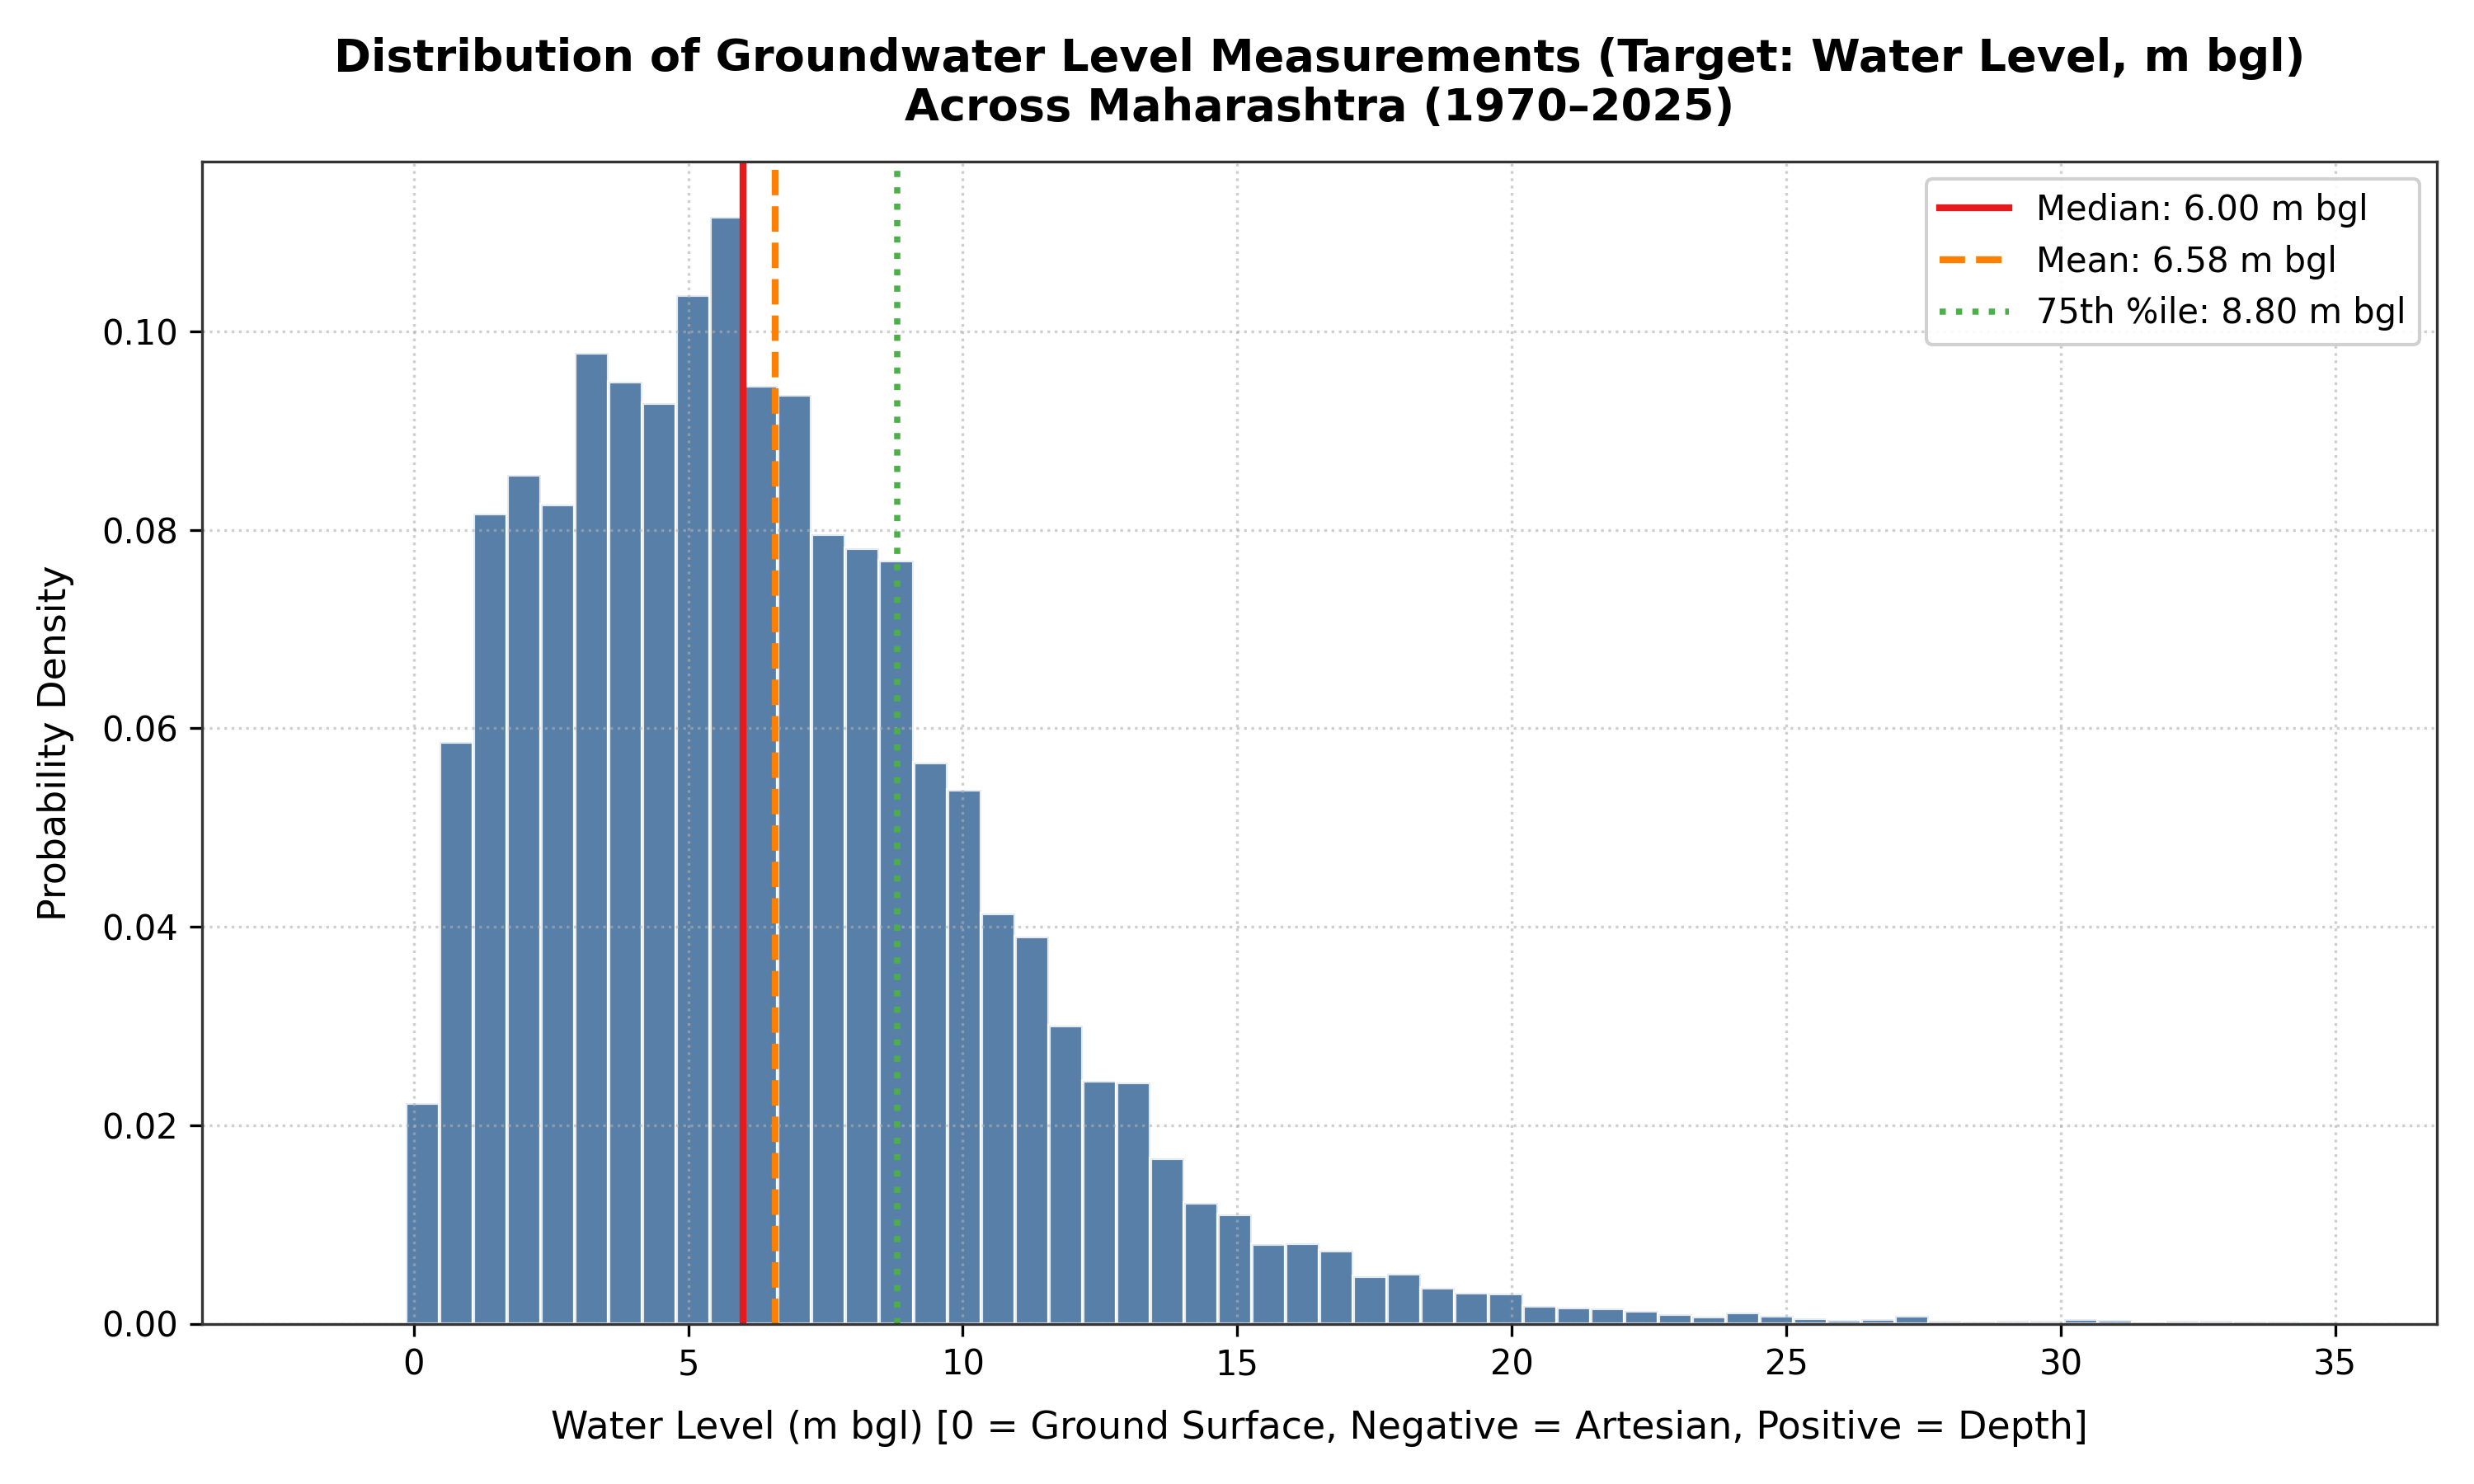 Distribution of Groundwater Level Measurements (Target: Water Level, m bgl)
Across Maharashtra (1970–2025)
Median: 6.00 m bgl
Mean: 6.58 m bgl
75th %ile: 8.80 m bgl
Probability Density
0.10
0.08
0.06
0.04
0.02
0.00
0 5 10 15 20 25 30 35
Water Level (m bgl) [0 = Ground Surface, Negative = Artesian, Positive = Depth]